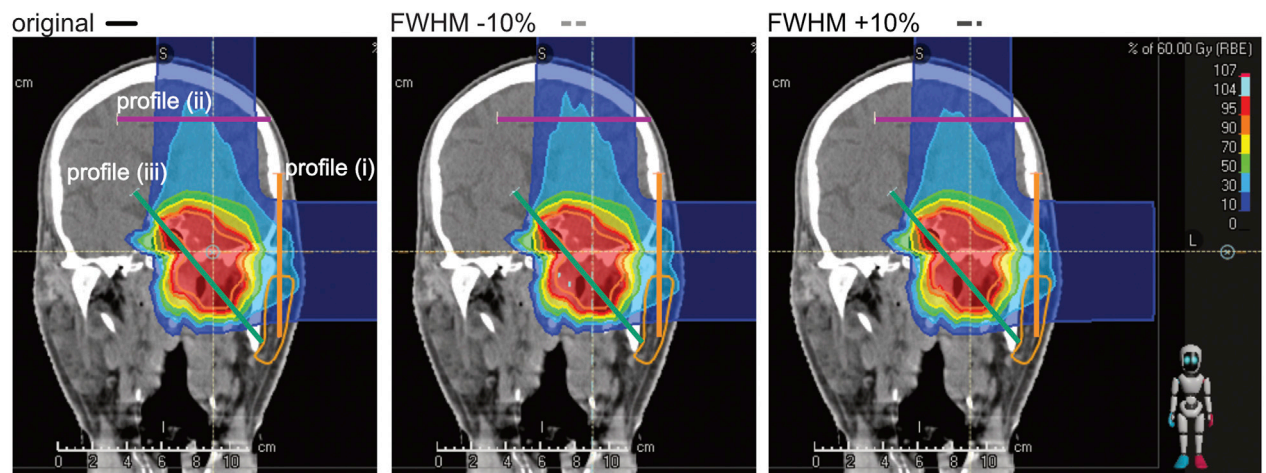 original
FWHM -10%
FWHM +10%
S
S
S
% of 60.00 Gy (RBE)
cm
cm
cm
107
104
95
90
70
50
30
10
0
profile (ii)
profile (iii)
profile (i)
L
I
I
I
0 2 4 6 8 10 cm
0 2 4 6 8 10 cm
0 2 4 6 8 10 cm